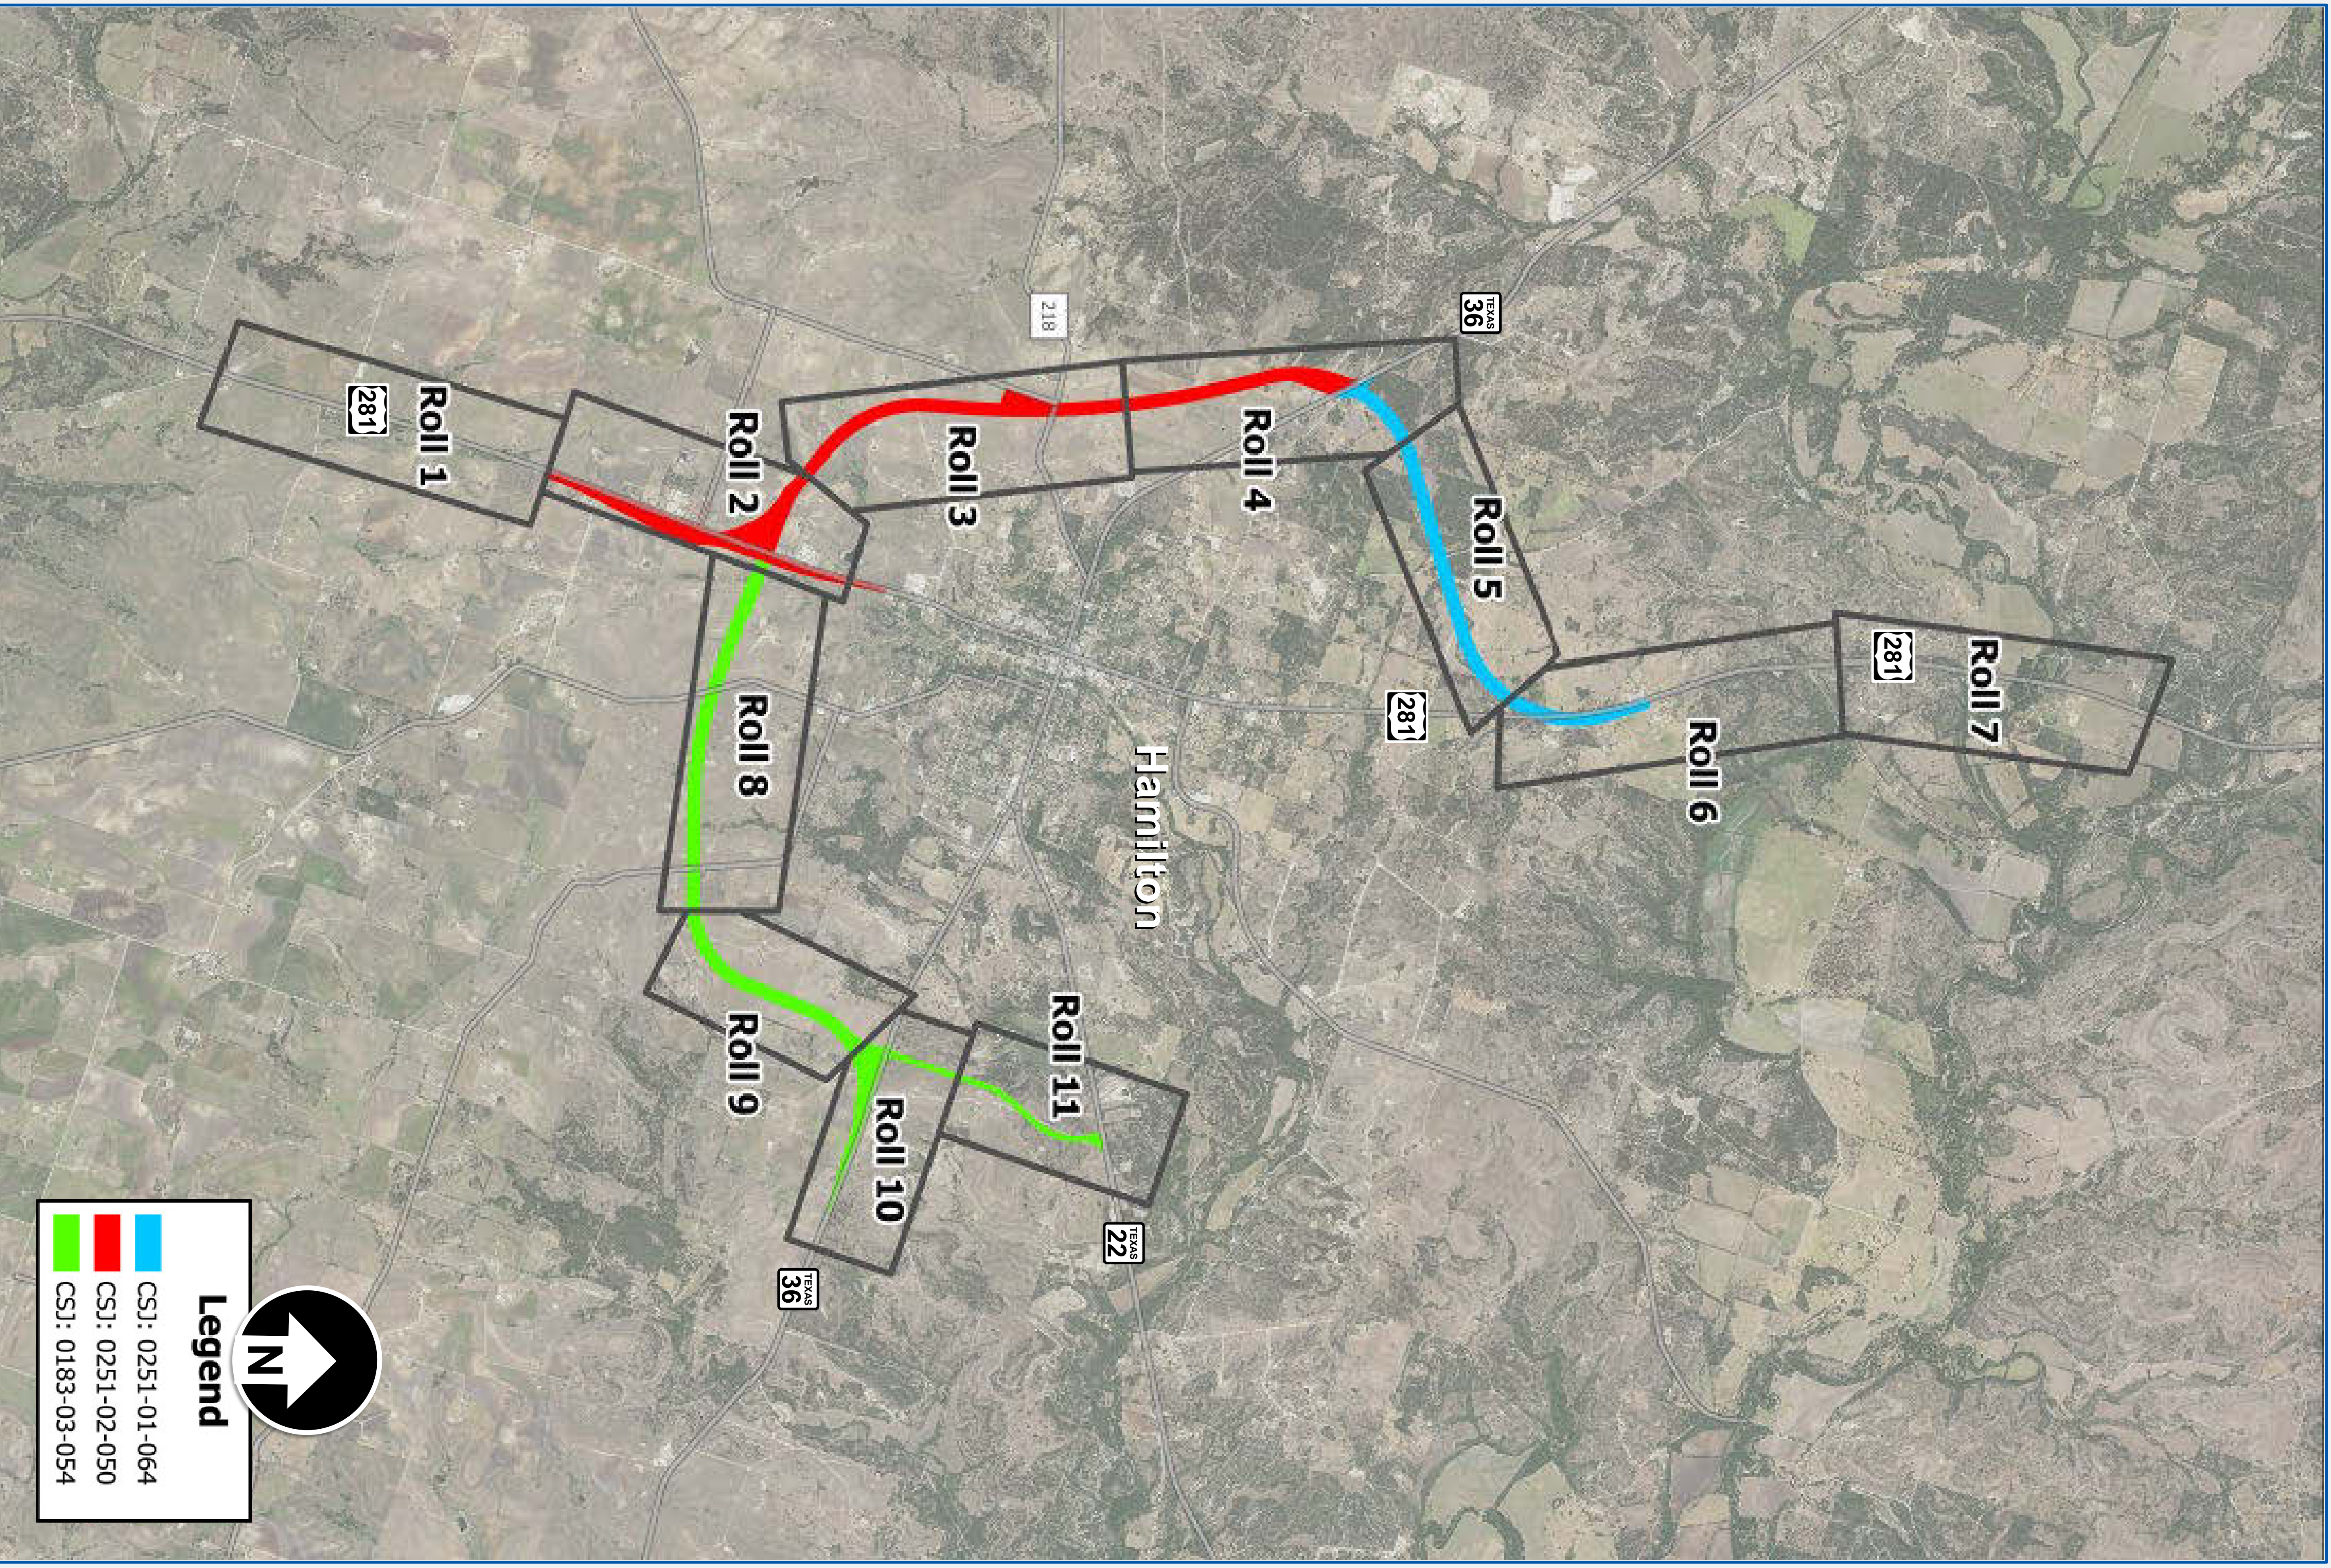 TEXAS
36
218
281
Roll 1
Roll 2
Roll 3
Roll 4
Roll 5
Roll 6
281
Roll 7
281
Hamilton
Roll 8
Roll 9
Roll 10
Roll 11
TEXAS
22
TEXAS
36
N
Legend
CSJ: 0251-01-064
CSJ: 0251-02-050
CSJ: 0183-03-054